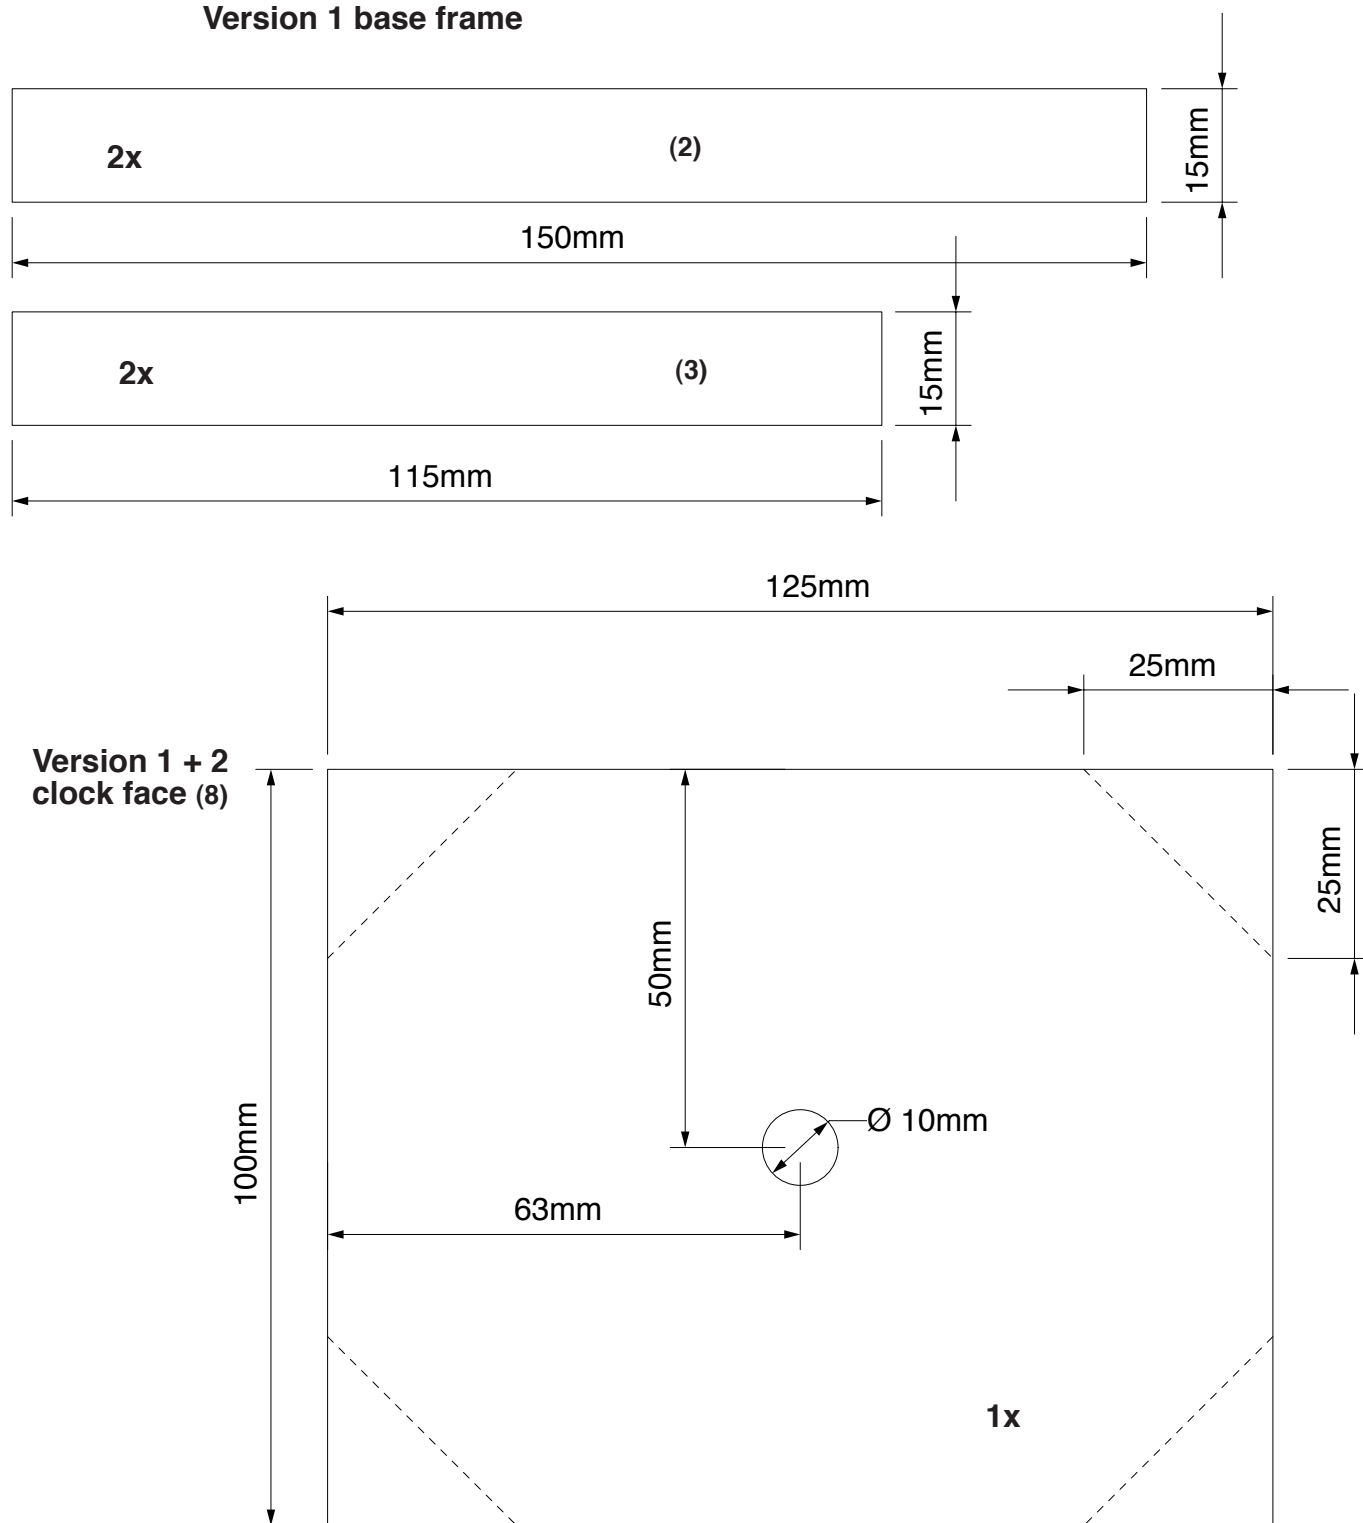 Version 1 base frame
2x
(2)
15mm
150mm
2x
(3)
15mm
115mm
125mm
25mm
Version 1 + 2
clock face (8)
25mm
50mm
100mm
Ø 10mm
63mm
1x